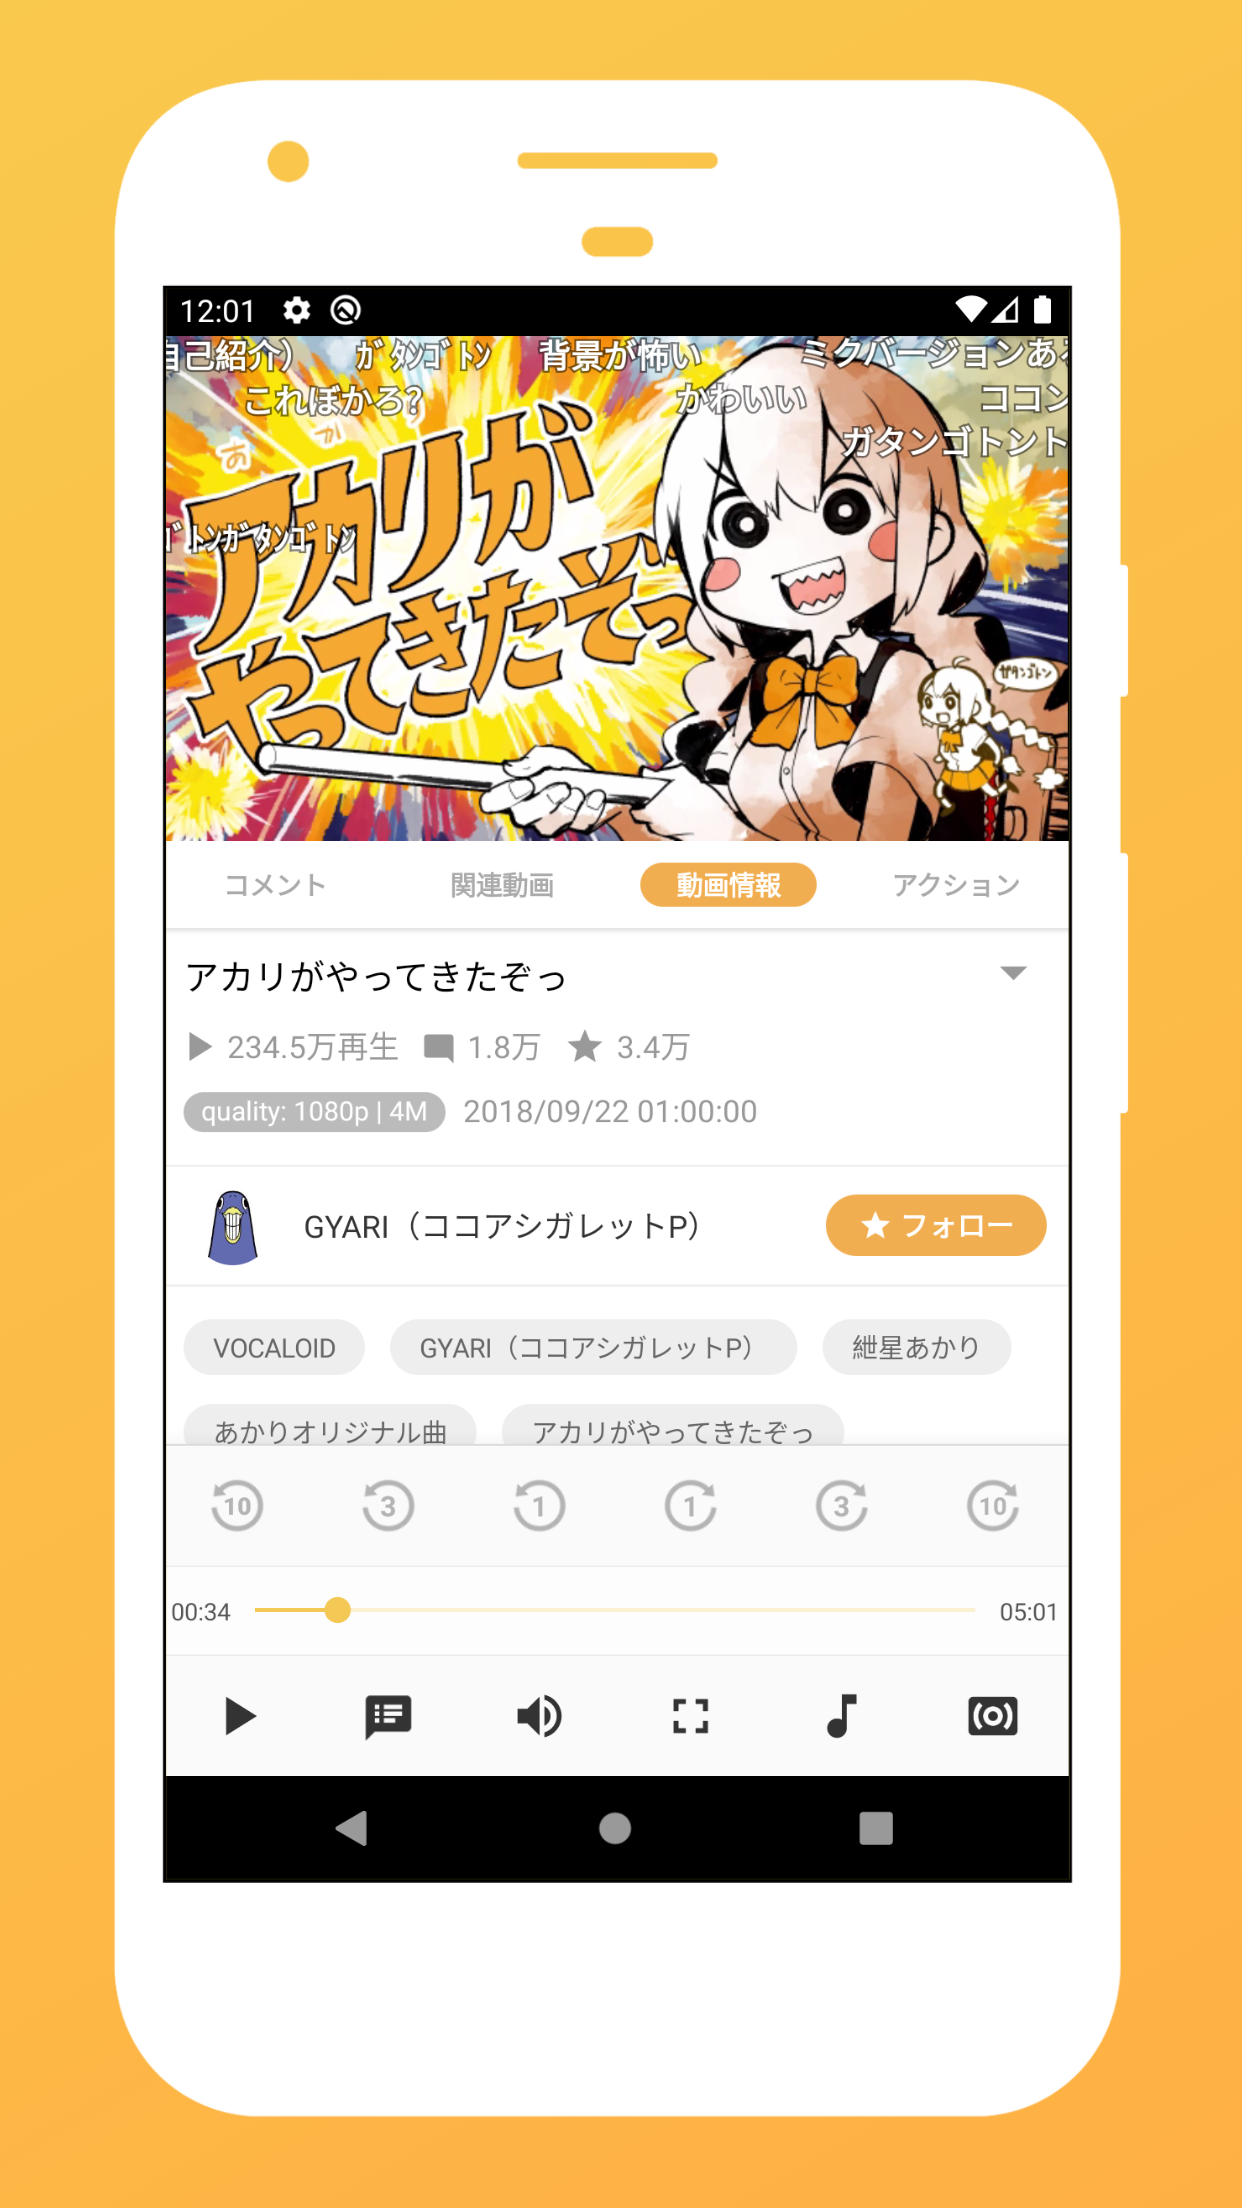 12:01
自己紹介） ｶﾞﾀﾝｺﾞﾄﾝ 背景が怖い ミクバージョンある
これぼかろ? かわいい ココン
ガタンゴトント
あ か
アカリが
ｺﾞﾄﾝｶﾞﾀﾝｺﾞﾄﾝ
やってきたぞっ
ガタンゴトン
コメント 関連動画 動画情報 アクション
アカリがやってきたぞっ
234.5万再生 1.8万 3.4万
quality: 1080p | 4M 2018/09/22 01:00:00
GYARI（ココアシガレットP） フォロー
VOCALOID GYARI（ココアシガレットP） 紲星あかり
あかりオリジナル曲 アカリがやってきたぞっ
10 3 1 1 3 10
00:34 05:01